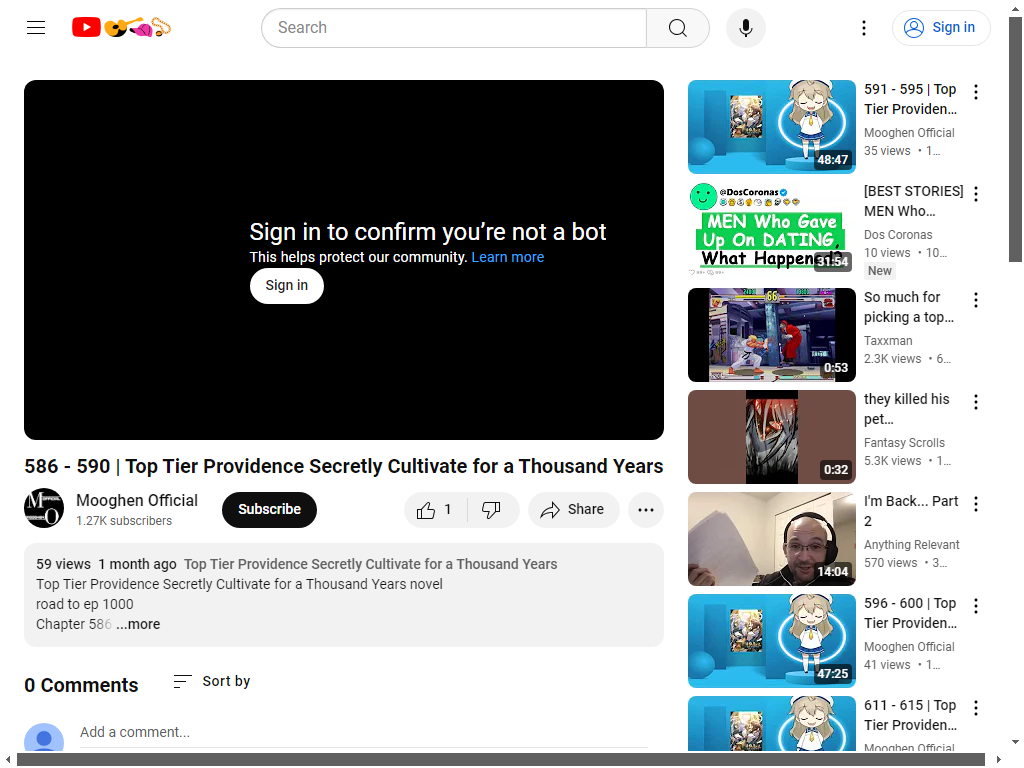 Search
Sign in
Sign in to confirm you're not a bot
This helps protect our community. Learn more
Sign in
586 - 590 | Top Tier Providence Secretly Cultivate for a Thousand Years
Mooghen Official
1.27K subscribers
Subscribe
1
Share
59 views 1 month ago Top Tier Providence Secretly Cultivate for a Thousand Years
Top Tier Providence Secretly Cultivate for a Thousand Years novel
road to ep 1000
Chapter 586 ...more
0 Comments
Sort by
Add a comment...
591 - 595 | Top
Tier Providen...
Mooghen Official
35 views • 1...
48:47
@DosCoronas
MEN Who Gave
Up On DATING,
What Happened?
31:54
[BEST STORIES]
MEN Who...
Dos Coronas
10 views • 10...
New
So much for
picking a top...
Taxxman
2.3K views • 6...
66
0:53
they killed his
pet...
Fantasy Scrolls
5.3K views • 1...
0:32
I'm Back... Part
2
Anything Relevant
570 views • 3...
14:04
596 - 600 | Top
Tier Providen...
Mooghen Official
41 views • 1...
47:25
611 - 615 | Top
Tier Providen...
Mooghen Official